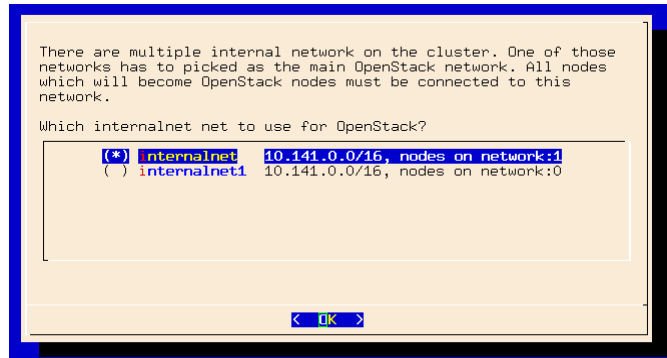 There are multiple internal network on the cluster. One of those
networks has to picked as the main OpenStack network. All nodes
which will become OpenStack nodes must be connected to this
network.
Which internalnet net to use for OpenStack?
(*) internalnet 10.141.0.0/16, nodes on network:1
( ) internalnet1 10.141.0.0/16, nodes on network:0
< OK >